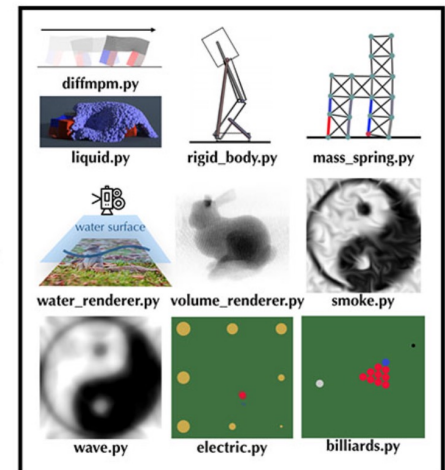 diffmpm.py
liquid.py
rigid_body.py
mass_spring.py
water surface
water_renderer.py
volume_renderer.py
smoke.py
wave.py
electric.py
billiards.py